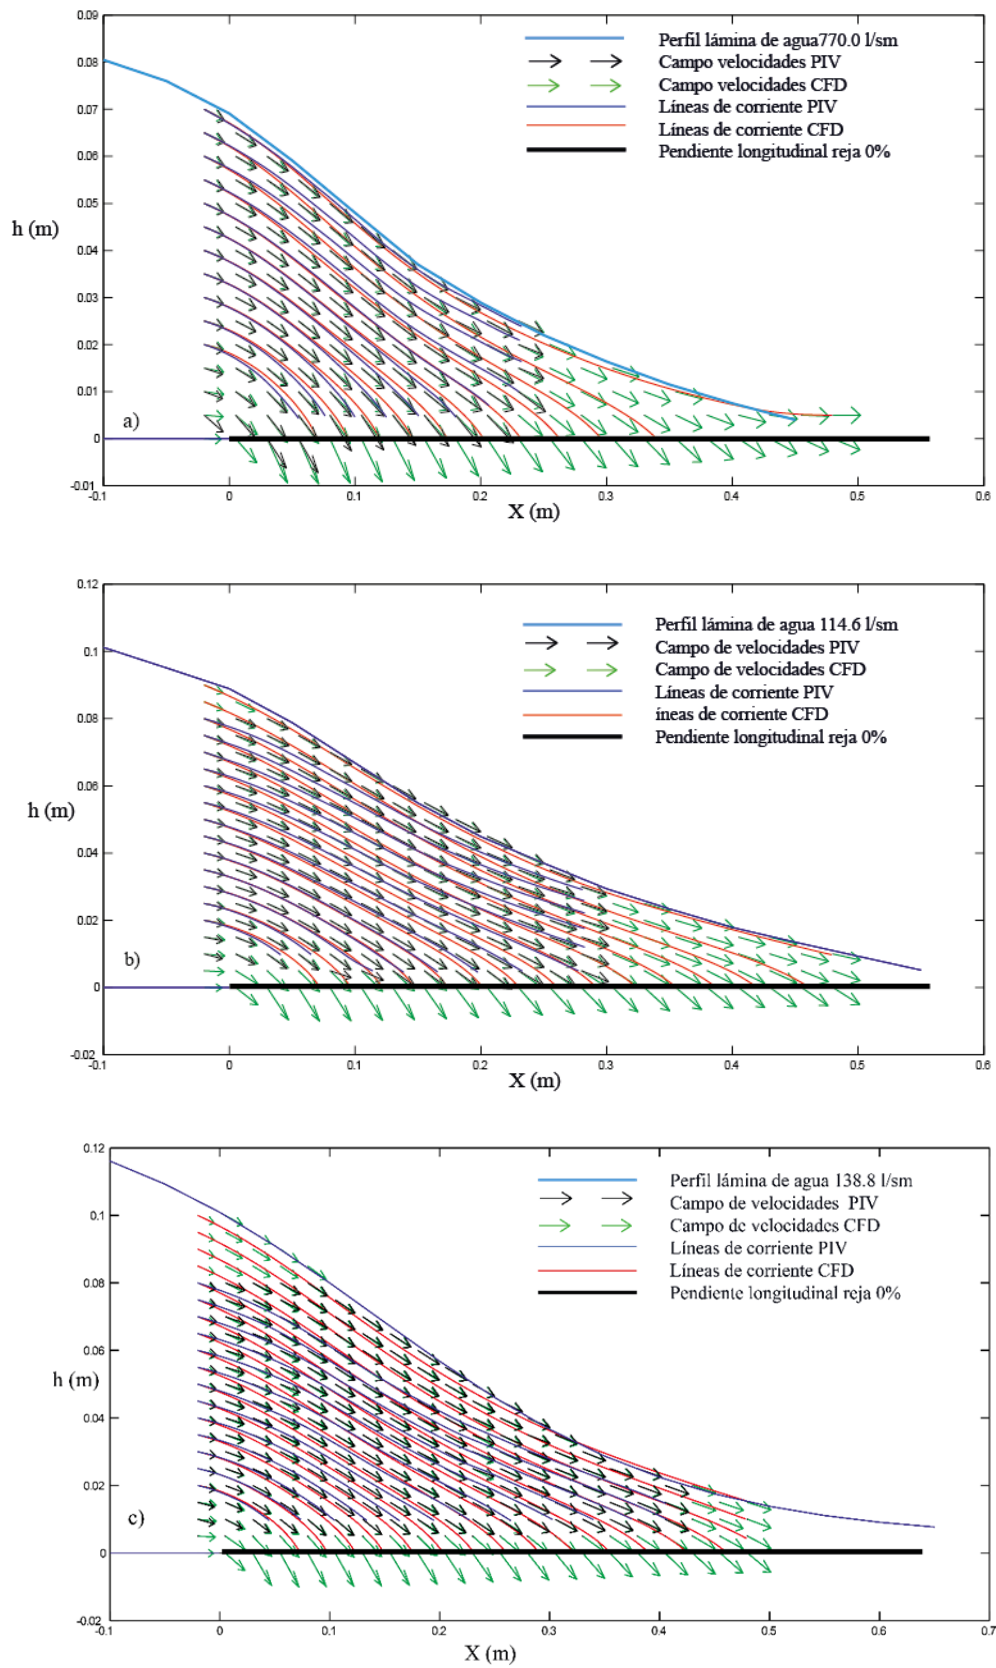 0.09
0.08
0.07
0.06
0.05
0.04
0.03
0.02
0.01
0
-0.01
h (m)
Perfil lámina de agua770.0 l/sm
Campo velocidades PIV
Campo velocidades CFD
Líneas de corriente PIV
Líneas de corriente CFD
Pendiente longitudinal reja 0%
a)
-0.1 0 0.1 0.2 0.3 0.4 0.5 0.6
X (m)
0.12
0.1
0.08
0.06
0.04
0.02
0
-0.02
h (m)
Perfil lámina de agua 114.6 l/sm
Campo de velocidades PIV
Campo de velocidades CFD
Líneas de corriente PIV
íneas de corriente CFD
Pendiente longitudinal reja 0%
b)
-0.1 0 0.1 0.2 0.3 0.4 0.5 0.6
X (m)
0.12
0.1
0.08
0.06
0.04
0.02
0
-0.02
h (m)
Perfil lámina de agua 138.8 l/sm
Campo de velocidades PIV
Campo de velocidades CFD
Líneas de corriente PIV
Líneas de corriente CFD
Pendiente longitudinal reja 0%
c)
-0.1 0 0.1 0.2 0.3 0.4 0.5 0.6 0.7
X (m)